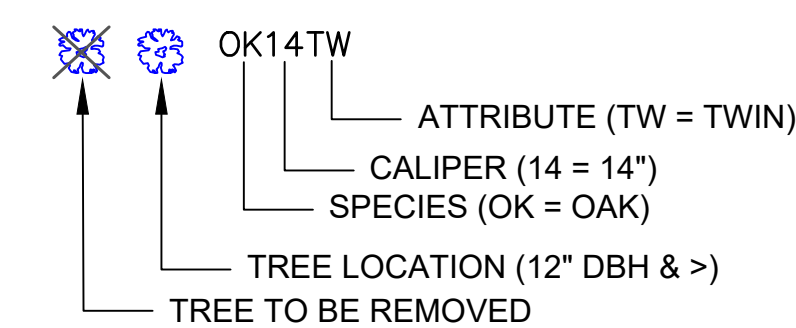 OK14TW
ATTRIBUTE (TW = TWIN)
CALIPER (14 = 14")
SPECIES (OK = OAK)
TREE LOCATION (12" DBH & >)
TREE TO BE REMOVED